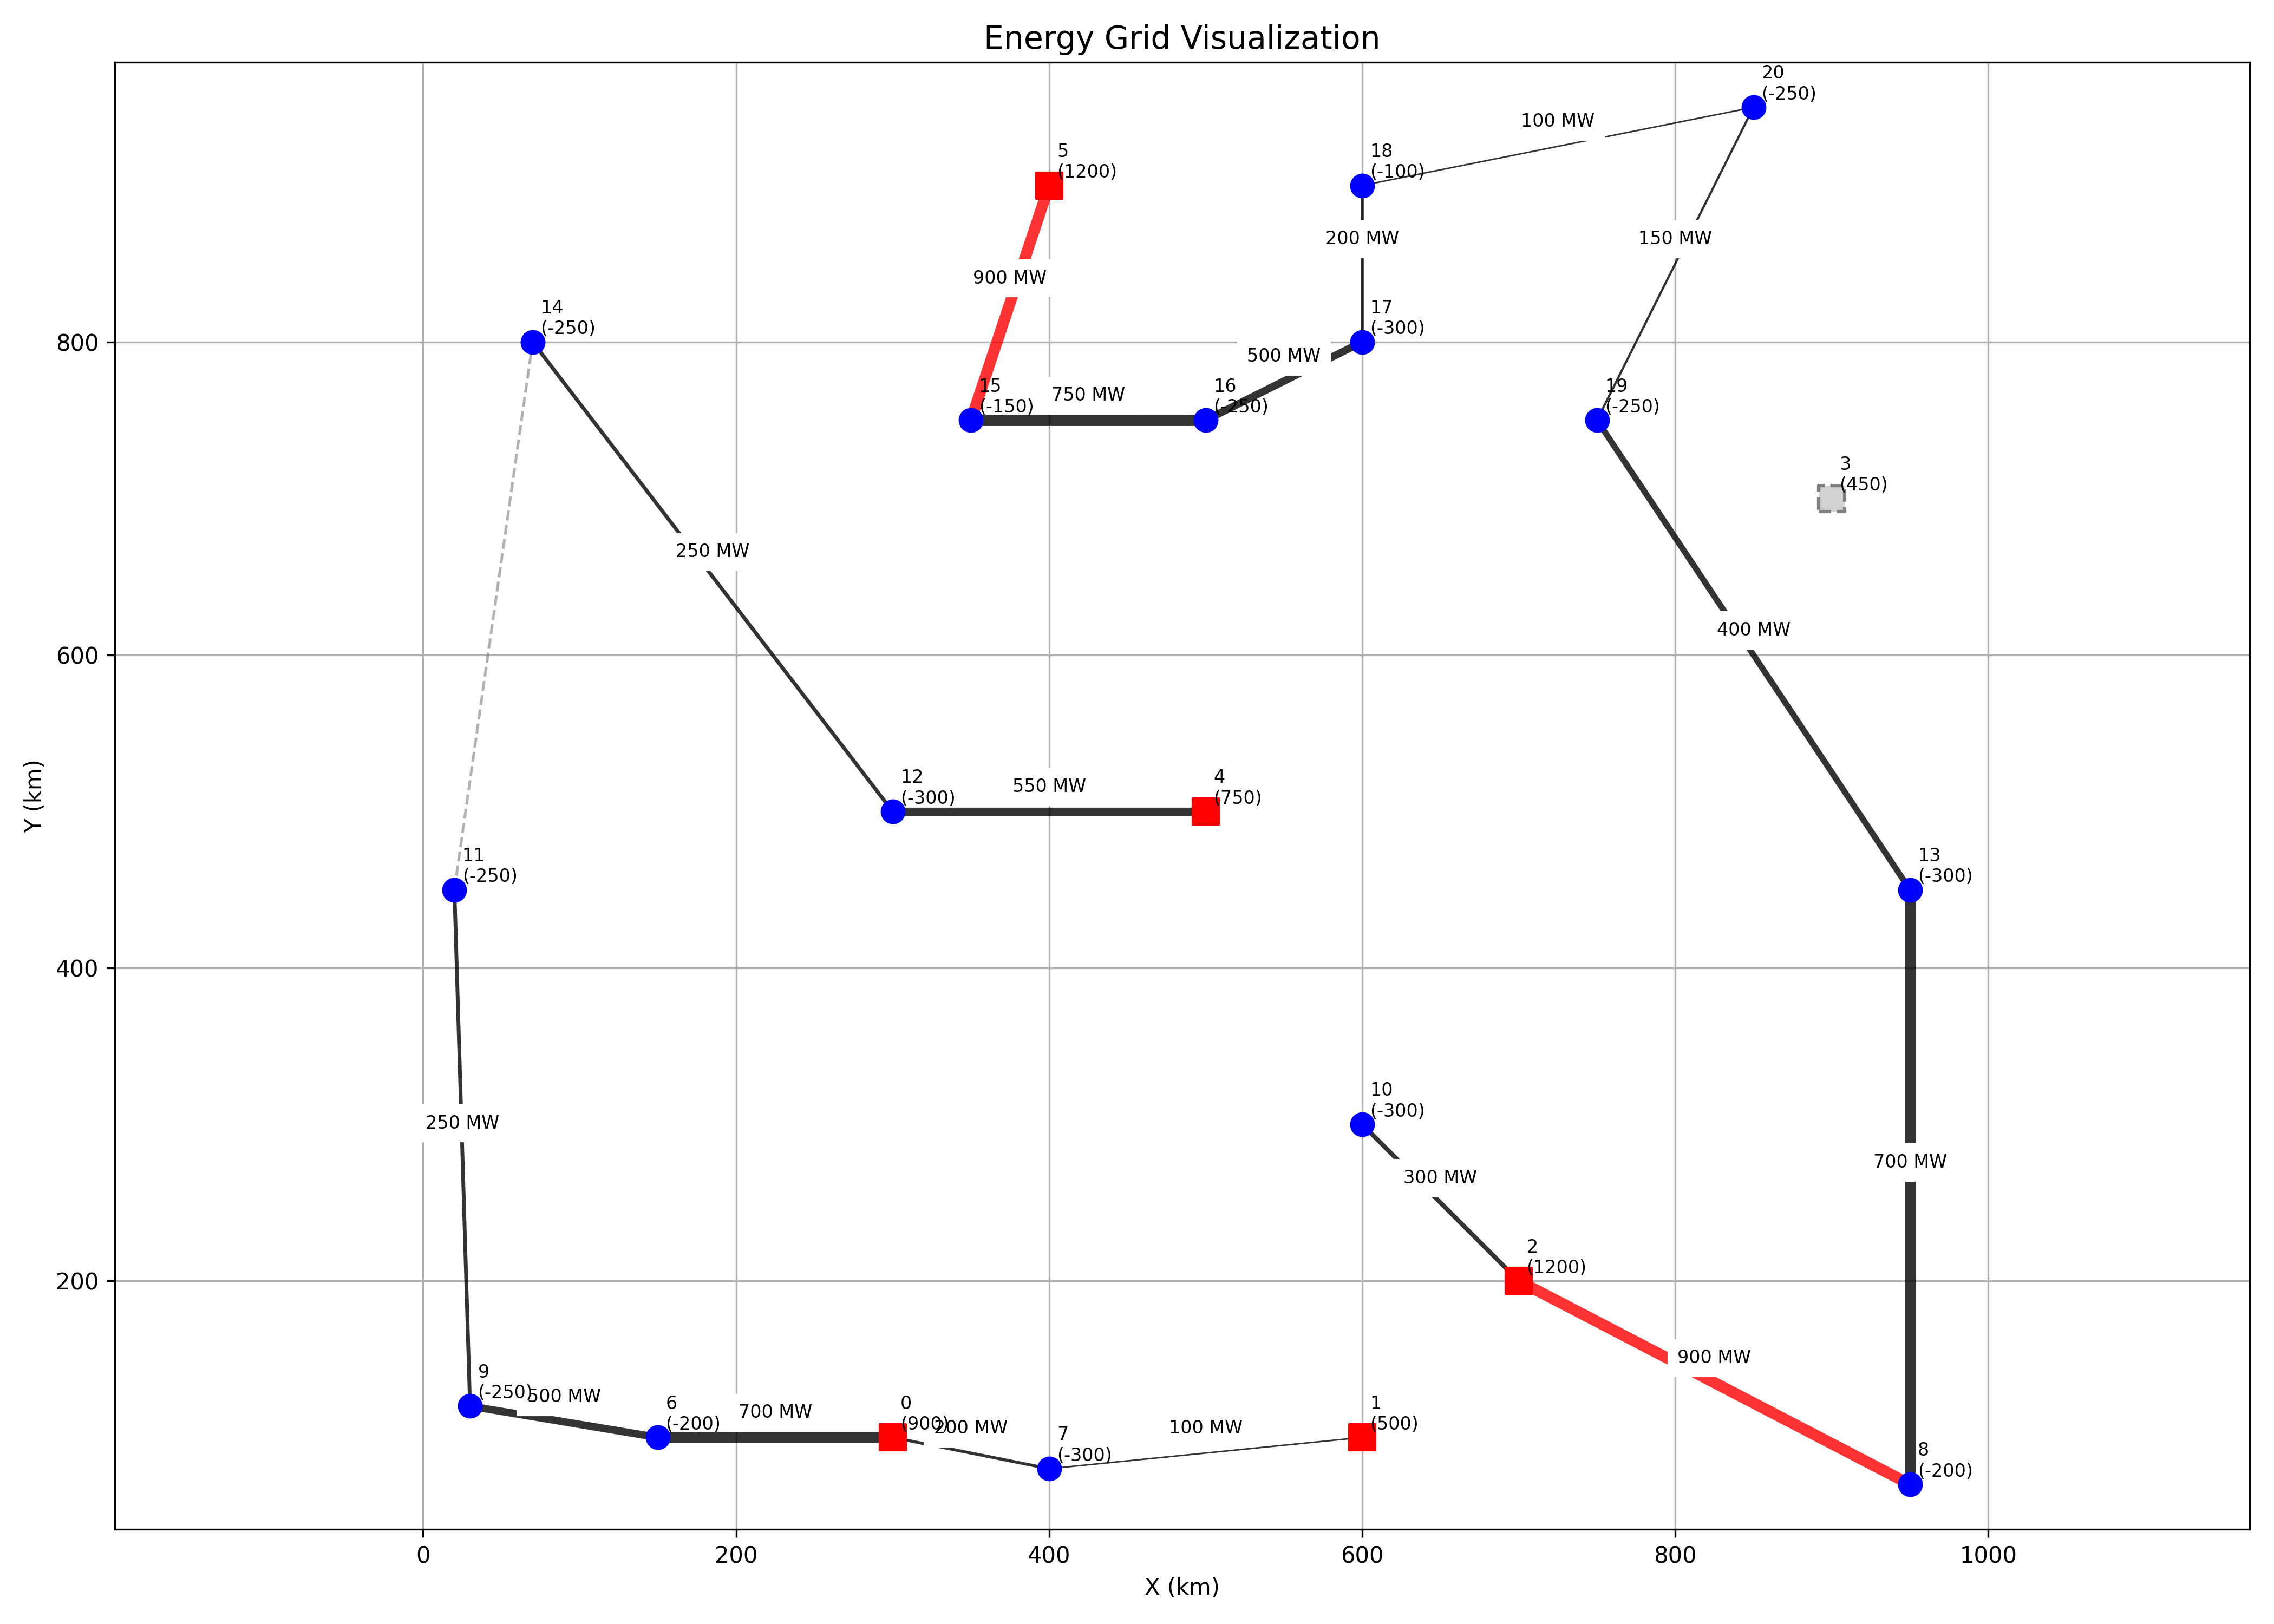 Energy Grid Visualization
20
(-250)
100 MW
5
(1200)
18
(-100)
900 MW
200 MW
150 MW
14
(-250)
17
(-300)
500 MW
15
(-150)
750 MW
16
(-250)
19
(-250)
3
(450)
250 MW
400 MW
12
(-300)
550 MW
4
(750)
11
(-250)
13
(-300)
250 MW
10
(-300)
300 MW
700 MW
2
(1200)
900 MW
9
(-250)
500 MW
6
(-200)
700 MW
0
(900)
200 MW
7
(-300)
100 MW
1
(500)
8
(-200)
800
600
400
200
Y (km)
0
200
400
600
800
1000
X (km)